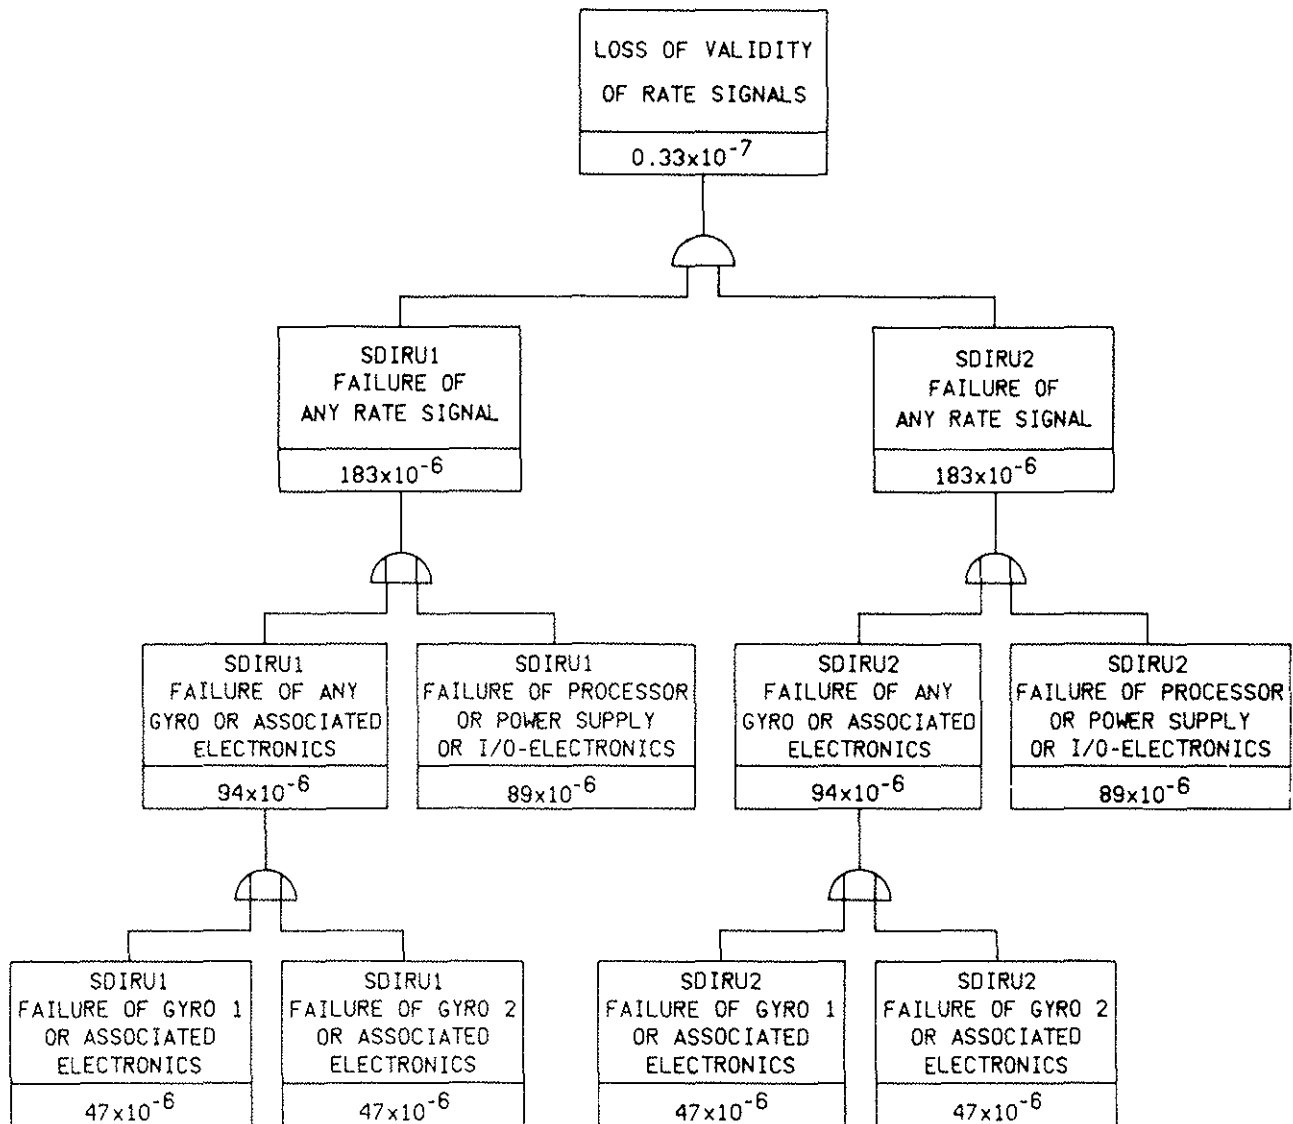 LOSS OF VALIDITY
OF RATE SIGNALS
0.33x10⁻⁷
SDIRU1
FAILURE OF
ANY RATE SIGNAL
183x10⁻⁶
SDIRU2
FAILURE OF
ANY RATE SIGNAL
183x10⁻⁶
SDIRU1
FAILURE OF ANY
GYRO OR ASSOCIATED
ELECTRONICS
94x10⁻⁶
SDIRU1
FAILURE OF PROCESSOR
OR POWER SUPPLY
OR I/O-ELECTRONICS
89x10⁻⁶
SDIRU2
FAILURE OF ANY
GYRO OR ASSOCIATED
ELECTRONICS
94x10⁻⁶
SDIRU2
FAILURE OF PROCESSOR
OR POWER SUPPLY
OR I/O-ELECTRONICS
89x10⁻⁶
SDIRU1
FAILURE OF GYRO 1
OR ASSOCIATED
ELECTRONICS
47x10⁻⁶
SDIRU1
FAILURE OF GYRO 2
OR ASSOCIATED
ELECTRONICS
47x10⁻⁶
SDIRU2
FAILURE OF GYRO 1
OR ASSOCIATED
ELECTRONICS
47x10⁻⁶
SDIRU2
FAILURE OF GYRO 2
OR ASSOCIATED
ELECTRONICS
47x10⁻⁶